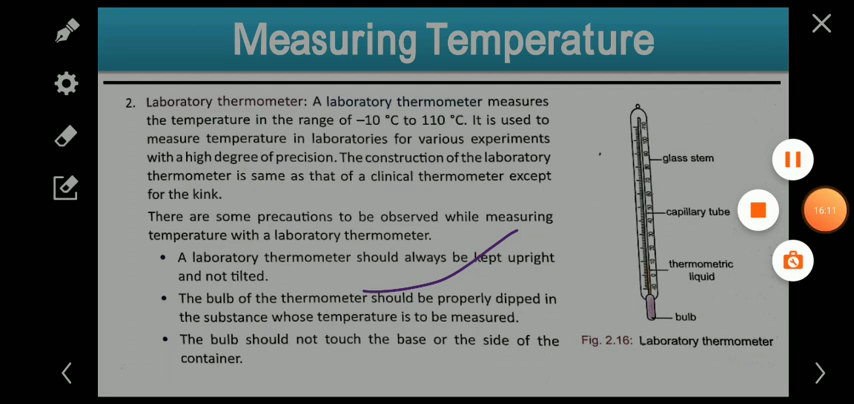 Measuring Temperature
2. Laboratory thermometer: A laboratory thermometer measures
the temperature in the range of –10 °C to 110 °C. It is used to
measure temperature in laboratories for various experiments
with a high degree of precision. The construction of the laboratory
thermometer is same as that of a clinical thermometer except
for the kink.
There are some precautions to be observed while measuring
temperature with a laboratory thermometer.
• A laboratory thermometer should always be kept upright
and not tilted.
• The bulb of the thermometer should be properly dipped in
the substance whose temperature is to be measured.
• The bulb should not touch the base or the side of the
container.
glass stem
capillary tube
thermometric
liquid
bulb
Fig. 2.16: Laboratory thermometer
16:11